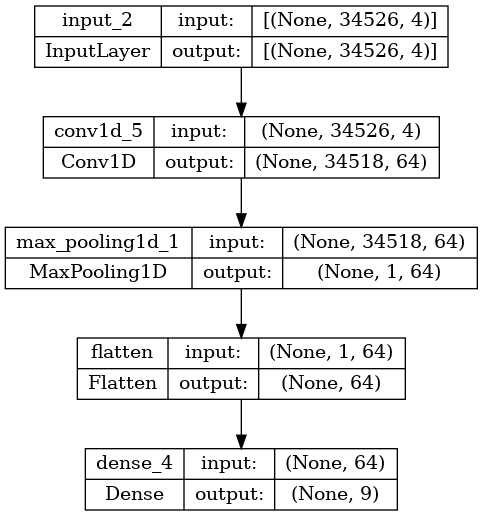 input_2 input: [(None, 34526, 4)]
InputLayer output: [(None, 34526, 4)]
conv1d_5 input: (None, 34526, 4)
Conv1D output: (None, 34518, 64)
max_pooling1d_1 input: (None, 34518, 64)
MaxPooling1D output: (None, 1, 64)
flatten input: (None, 1, 64)
Flatten output: (None, 64)
dense_4 input: (None, 64)
Dense output: (None, 9)